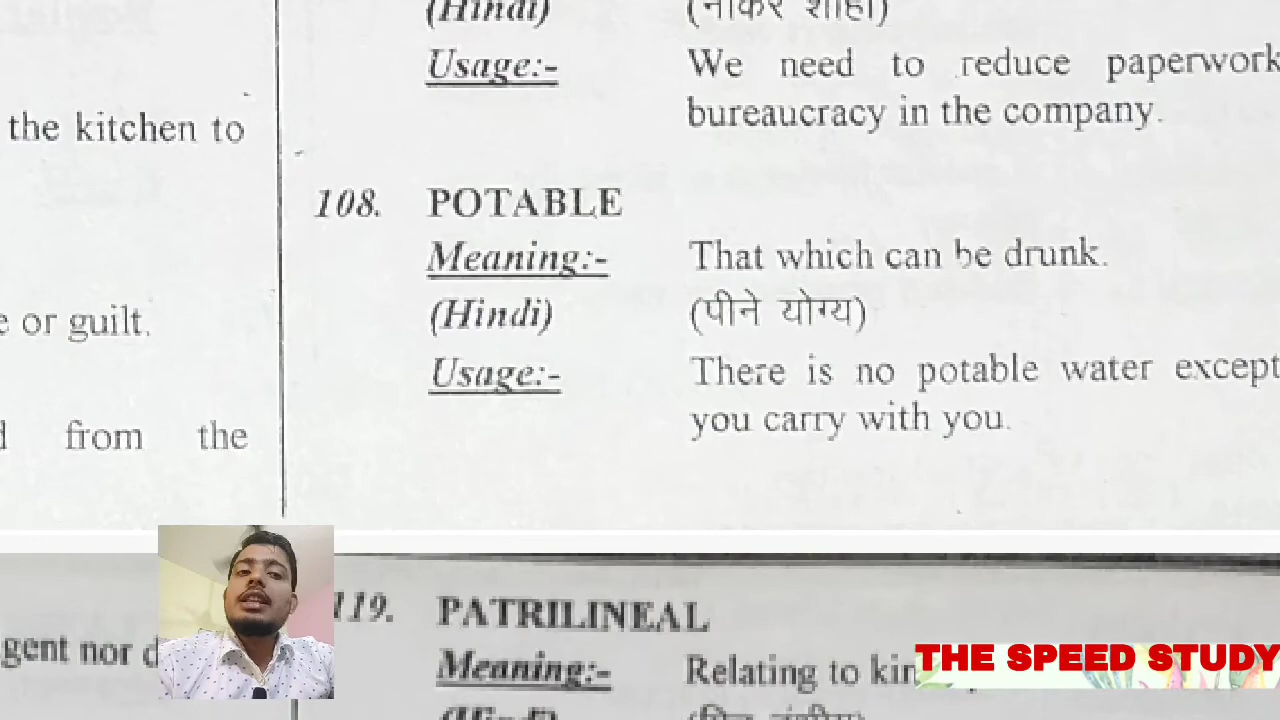 the kitchen to
or guilt.
from the
(Hindi) (नौकर शाही)
Usage:- We need to reduce paperwork
bureaucracy in the company.
108. POTABLE
Meaning:- That which can be drunk.
(Hindi) (पीने योग्य)
Usage:- There is no potable water except
you carry with you.
gent nor
119. PATRILINEAL
Meaning:- Relating to kin
(Hindi)
THE SPEED STUDY